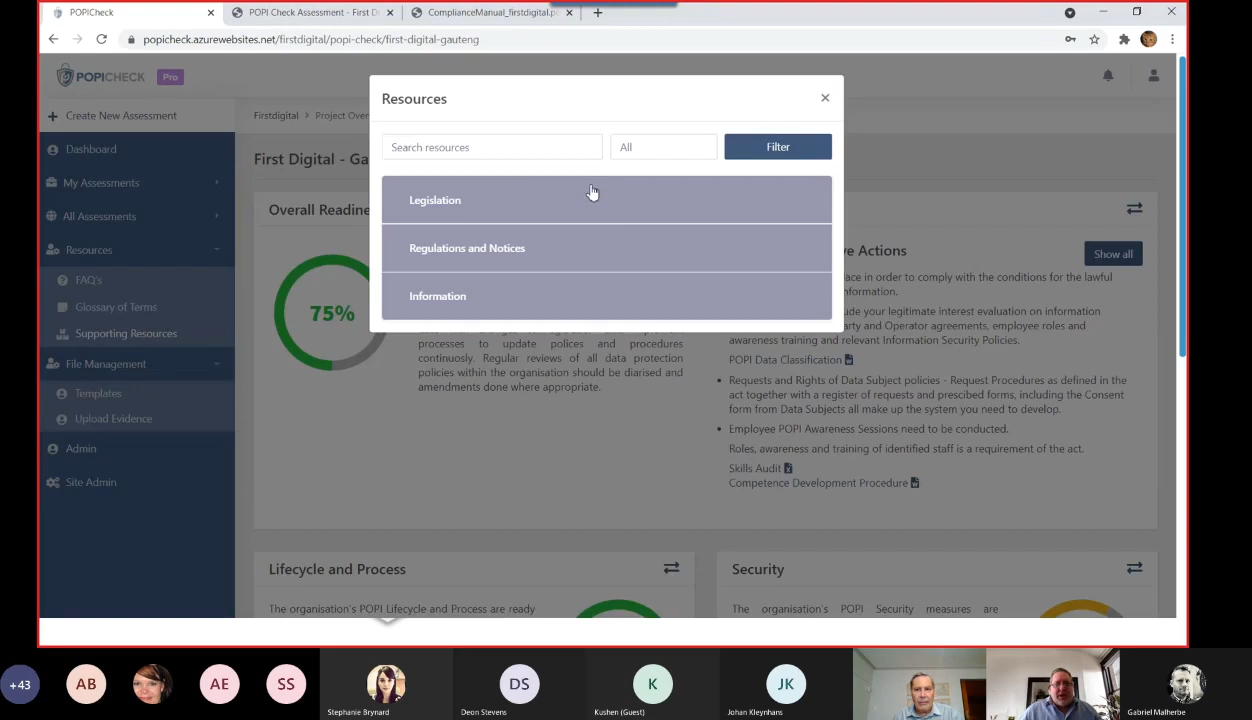 POPICheck
POPI Check Assessment - First D
ComplianceManual_firstdigital.p
popicheck.azurewebsites.net/firstdigital/popi-check/first-digital-gauteng
POPICHECK Pro
Create New Assessment
Dashboard
My Assessments
All Assessments
Resources
FAQ's
Glossary of Terms
Supporting Resources
File Management
Templates
Upload Evidence
Admin
Site Admin
Firstdigital > Project Over
First Digital - Ga
Overall Readine
75%
Resources
Search resources
All
Filter
Legislation
Regulations and Notices
Information
processes to update polices and procedures
continuously. Regular reviews of all data protection
policies within the organisation should be diarised and
amendments done where appropriate.
ve Actions
Show all
lace in order to comply with the conditions for the lawful
nformation.
ude your legitimate interest evaluation on information
arty and Operator agreements, employee roles and
awareness training and relevant Information Security Policies.
POPI Data Classification
• Requests and Rights of Data Subject policies - Request Procedures as defined in the
act together with a register of requests and prescibed forms, including the Consent
form from Data Subjects all make up the system you need to develop.
• Employee POPI Awareness Sessions need to be conducted.
Roles, awareness and training of identified staff is a requirement of the act.
Skills Audit
Competence Development Procedure
Lifecycle and Process
The organisation's POPI Lifecycle and Process are ready
Security
The organisation's POPI Security measures are
+43
AB
AE
SS
Stephanie Brynard
DS
Deon Stevens
K
Kushen (Guest)
JK
Johan Kleynhans
Gabriel Malherbe